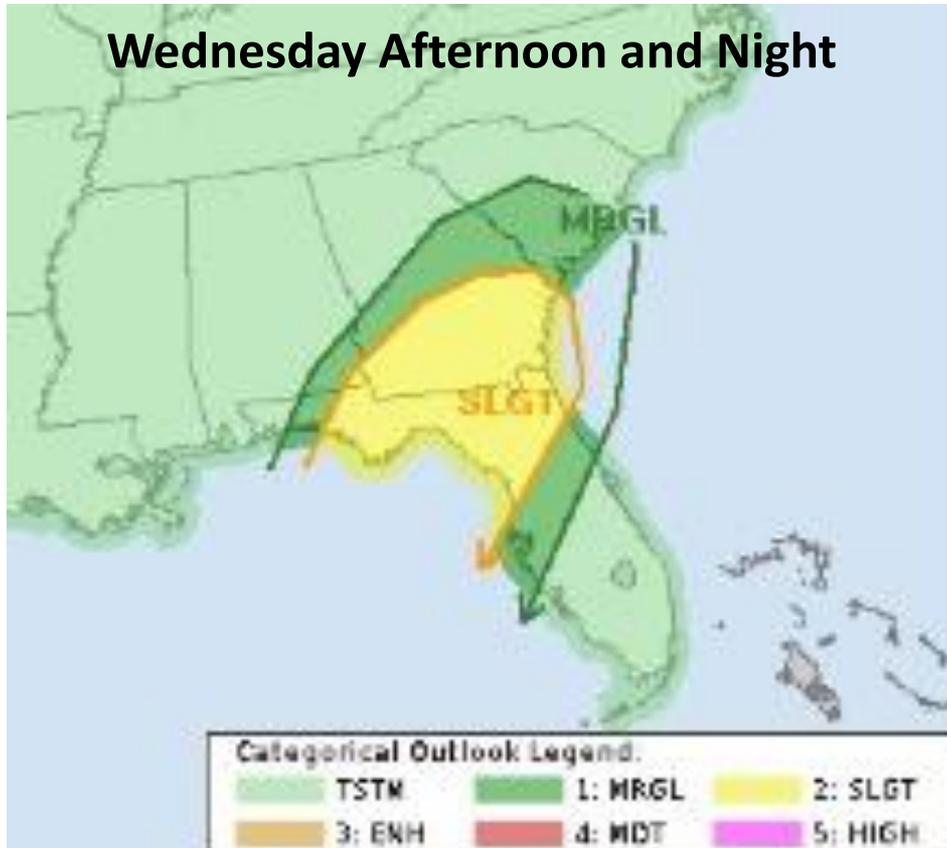 Wednesday Afternoon and Night
MRGL
SLGT
Categorical Outlook Legend:
TSTM
1: MRGL
2: SLGT
3: ENH
4: MDT
5: HIGH